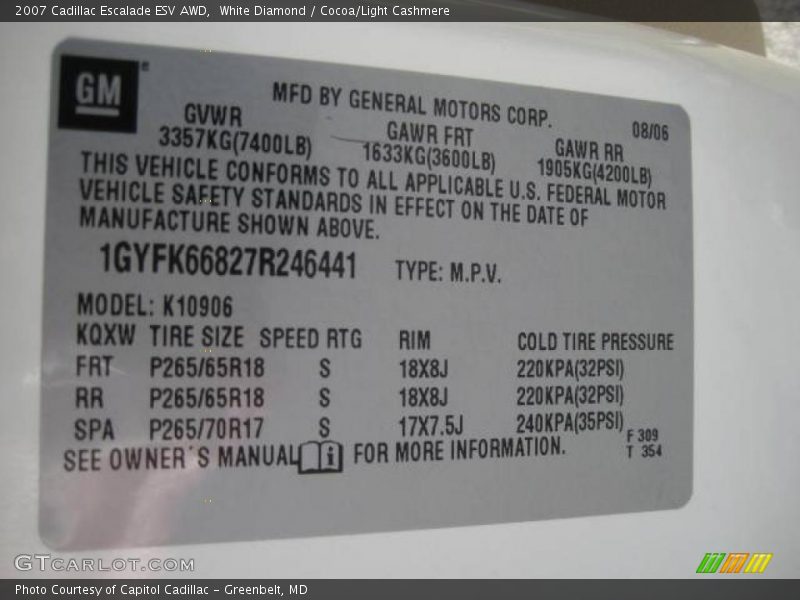 2007 Cadillac Escalade ESV AWD,  White Diamond / Cocoa/Light Cashmere
GM®
MFD BY GENERAL MOTORS CORP.
08/06
GVWR GAWR FRT GAWR RR
3357KG(7400LB) 1633KG(3600LB) 1905KG(4200LB)
THIS VEHICLE CONFORMS TO ALL APPLICABLE U.S. FEDERAL MOTOR
VEHICLE SAFETY STANDARDS IN EFFECT ON THE DATE OF
MANUFACTURE SHOWN ABOVE.
1GYFK66827R246441 TYPE: M.P.V.
MODEL: K10906
KQXW TIRE SIZE SPEED RTG RIM COLD TIRE PRESSURE
FRT P265/65R18 S 18X8J 220KPA(32PSI)
RR P265/65R18 S 18X8J 220KPA(32PSI)
SPA P265/70R17 S 17X7.5J 240KPA(35PSI)
F 309
T 354
SEE OWNER'S MANUAL i FOR MORE INFORMATION.
GTCARLOT.COM
Photo Courtesy of Capitol Cadillac - Greenbelt, MD